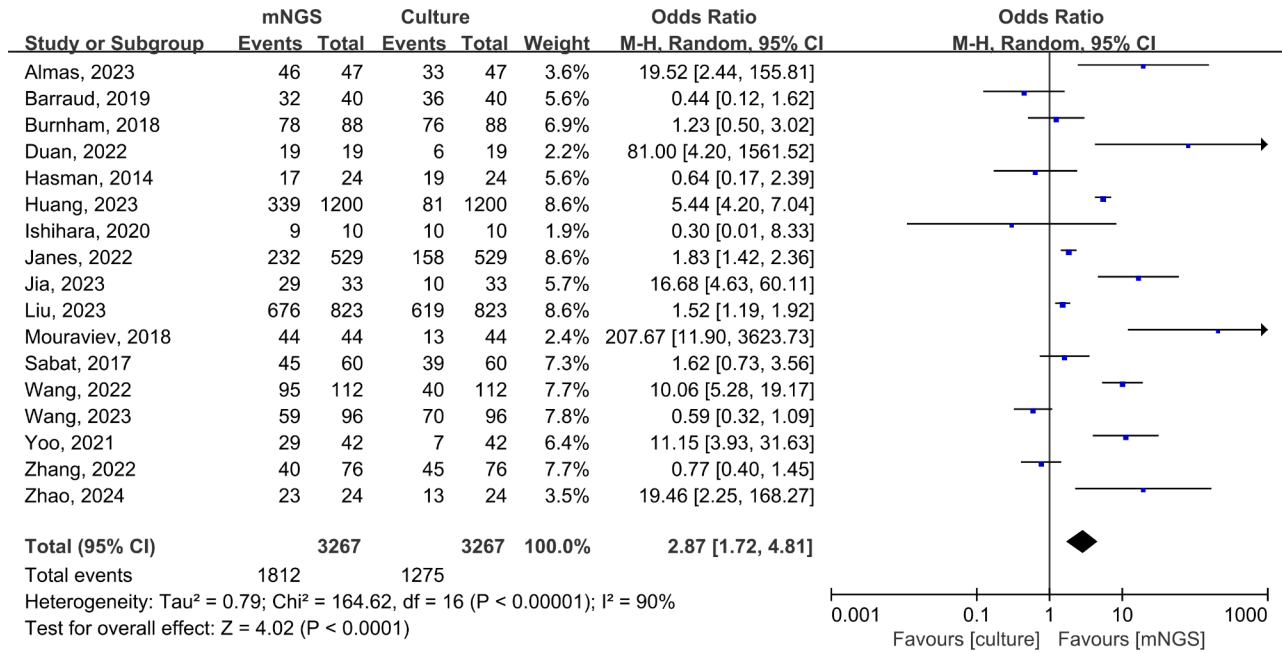 mNGS Culture Odds Ratio Odds Ratio
Study or Subgroup Events Total Events Total Weight M-H, Random, 95% CI M-H, Random, 95% CI
Almas, 2023 46 47 33 47 3.6% 19.52 [2.44, 155.81]
Barraud, 2019 32 40 36 40 5.6% 0.44 [0.12, 1.62]
Burnham, 2018 78 88 76 88 6.9% 1.23 [0.50, 3.02]
Duan, 2022 19 19 6 19 2.2% 81.00 [4.20, 1561.52]
Hasman, 2014 17 24 19 24 5.6% 0.64 [0.17, 2.39]
Huang, 2023 339 1200 81 1200 8.6% 5.44 [4.20, 7.04]
Ishihara, 2020 9 10 10 10 1.9% 0.30 [0.01, 8.33]
Janes, 2022 232 529 158 529 8.6% 1.83 [1.42, 2.36]
Jia, 2023 29 33 10 33 5.7% 16.68 [4.63, 60.11]
Liu, 2023 676 823 619 823 8.6% 1.52 [1.19, 1.92]
Mouraviev, 2018 44 44 13 44 2.4% 207.67 [11.90, 3623.73]
Sabat, 2017 45 60 39 60 7.3% 1.62 [0.73, 3.56]
Wang, 2022 95 112 40 112 7.7% 10.06 [5.28, 19.17]
Wang, 2023 59 96 70 96 7.8% 0.59 [0.32, 1.09]
Yoo, 2021 29 42 7 42 6.4% 11.15 [3.93, 31.63]
Zhang, 2022 40 76 45 76 7.7% 0.77 [0.40, 1.45]
Zhao, 2024 23 24 13 24 3.5% 19.46 [2.25, 168.27]
Total (95% CI) 3267 3267 100.0% 2.87 [1.72, 4.81]
Total events 1812 1275
Heterogeneity: Tau² = 0.79; Chi² = 164.62, df = 16 (P < 0.00001); I² = 90%
Test for overall effect: Z = 4.02 (P < 0.0001)
0.001 0.1 1 10 1000
Favours [culture] Favours [mNGS]